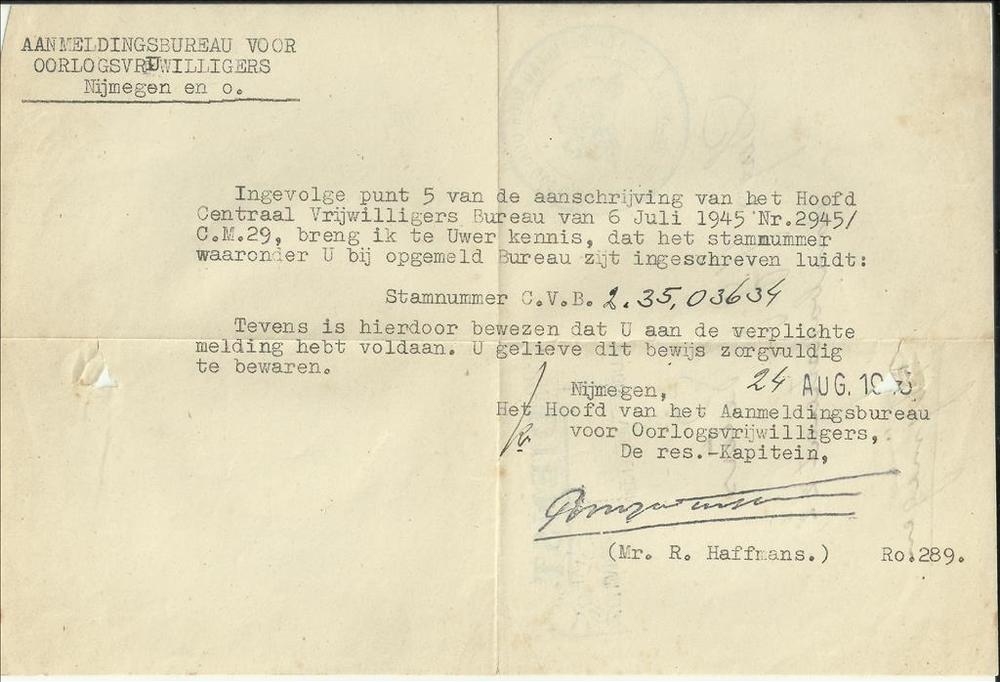 AANMELDINGSBUREAU VOOR
OORLOGSVRUWILLIGERS
Nijmegen en o.
Ingevolge punt 5 van de aanschrijving van het Hoofd
Centraal Vrijwilligers Bureau van 6 Juli 1945 Nr.2945/
C.M.29, breng ik te Uwer kennis, dat het stamnummer
waaronder U bij opgemeld Bureau zijt ingeschreven luidt:
Stamnummer C.V.B. 2.35,03634
Tevens is hierdoor bewezen dat U aan de verplichte
melding hebt voldaan. U gelieve dit bewijs zorgvuldig
te bewaren.
Nijmegen, 24 AUG.
Het Hoofd van het Aanmeldingsbureau
voor Oorlogsvrijwilligers,
De res.-Kapitein,
(Mr. R. Haffmans.) Ro.289.